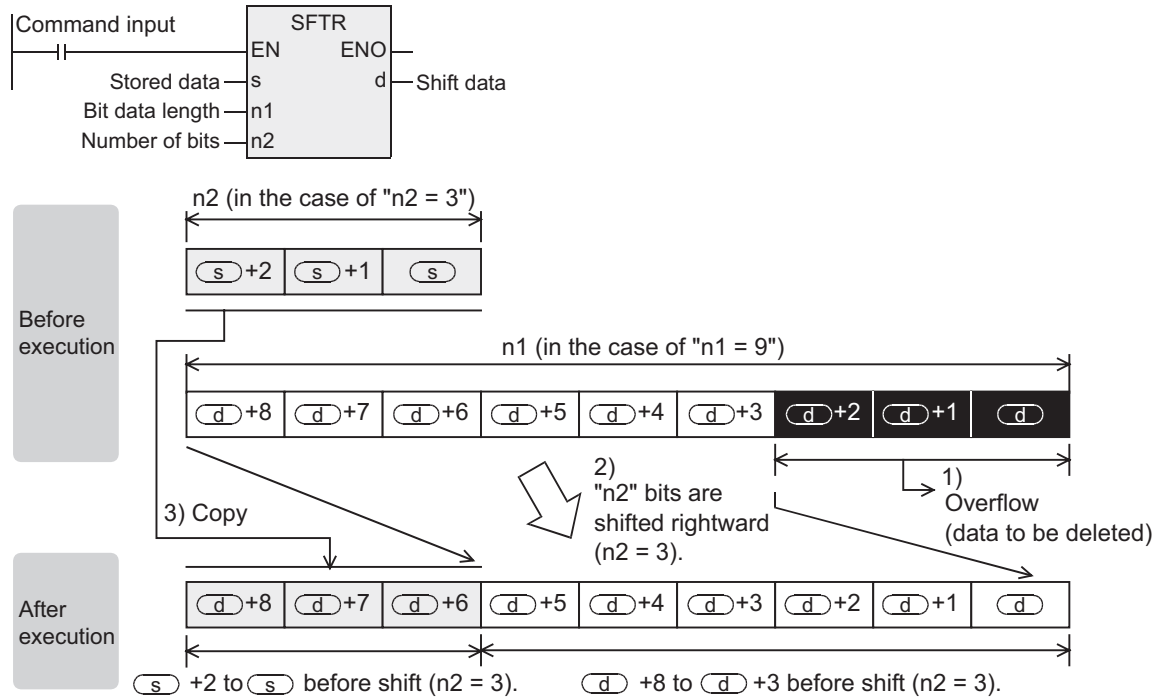 Command input
SFTR
EN ENO
Stored data s d Shift data
Bit data length n1
Number of bits n2
n2 (in the case of "n2 = 3")
s +2 s +1 s
Before
execution
n1 (in the case of "n1 = 9")
d +8 d +7 d +6 d +5 d +4 d +3 d +2 d +1 d
2)
"n2" bits are
shifted rightward
(n2 = 3).
1)
Overflow
(data to be deleted)
3) Copy
After
execution
d +8 d +7 d +6 d +5 d +4 d +3 d +2 d +1 d
s +2 to s before shift (n2 = 3).
d +8 to d +3 before shift (n2 = 3).